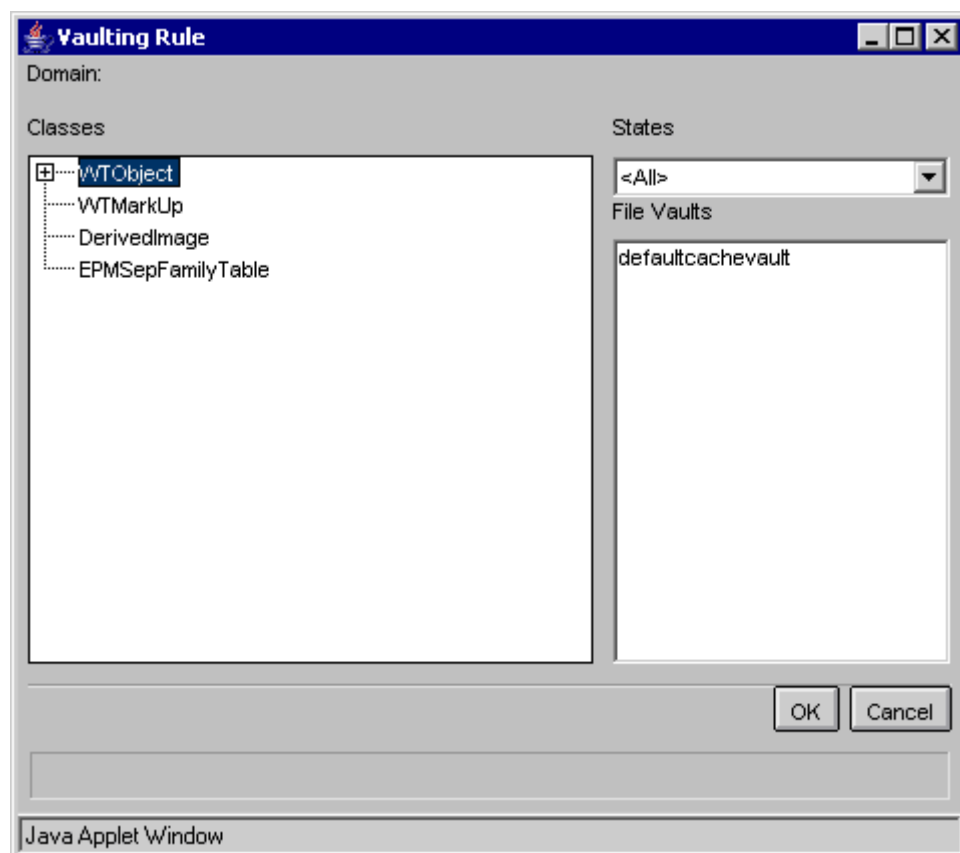 Vaulting Rule
Domain:
Classes
WTObject
WTMarkUp
DerivedImage
EPMSepFamilyTable
States
<All>
File Vaults
defaultcachevault
OK
Cancel
Java Applet Window